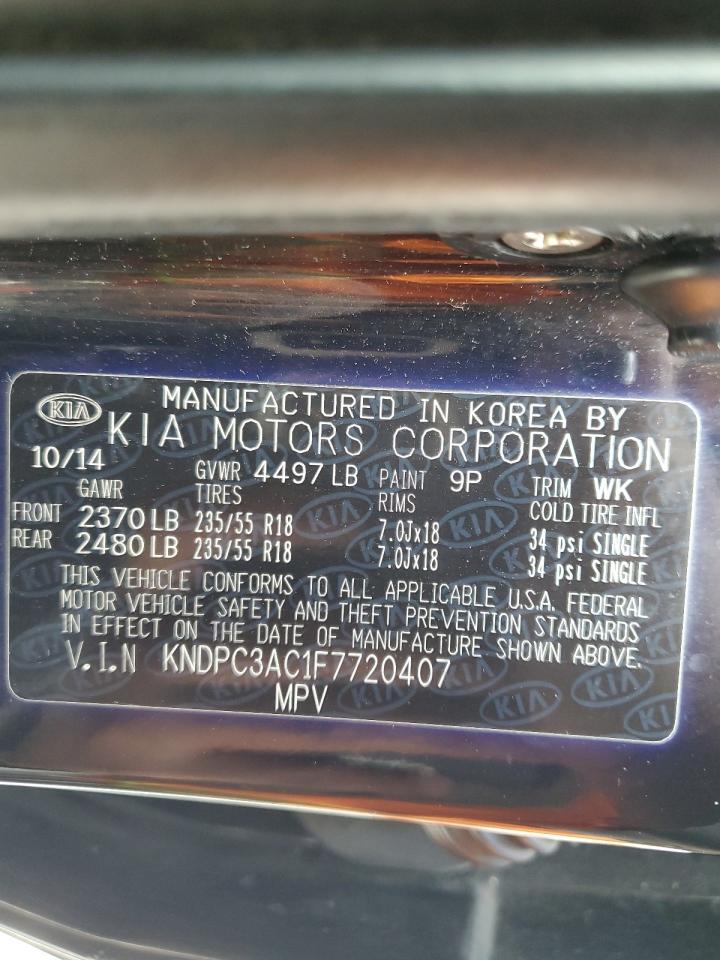 KIA MANUFACTURED IN KOREA BY
KIA MOTORS CORPORATION
10/14 GVWR 4497 LB PAINT 9P TRIM WK
GAWR TIRES RIMS COLD TIRE INFL
FRONT 2370 LB 235/55 R18 7.0Jx18 34 psi SINGLE
REAR 2480 LB 235/55 R18 7.0Jx18 34 psi SINGLE
THIS VEHICLE CONFORMS TO ALL APPLICABLE U.S.A. FEDERAL
MOTOR VEHICLE SAFETY AND THEFT PREVENTION STANDARDS
IN EFFECT ON THE DATE OF MANUFACTURE SHOWN ABOVE.
V.I.N KNDPC3AC1F7720407
MPV